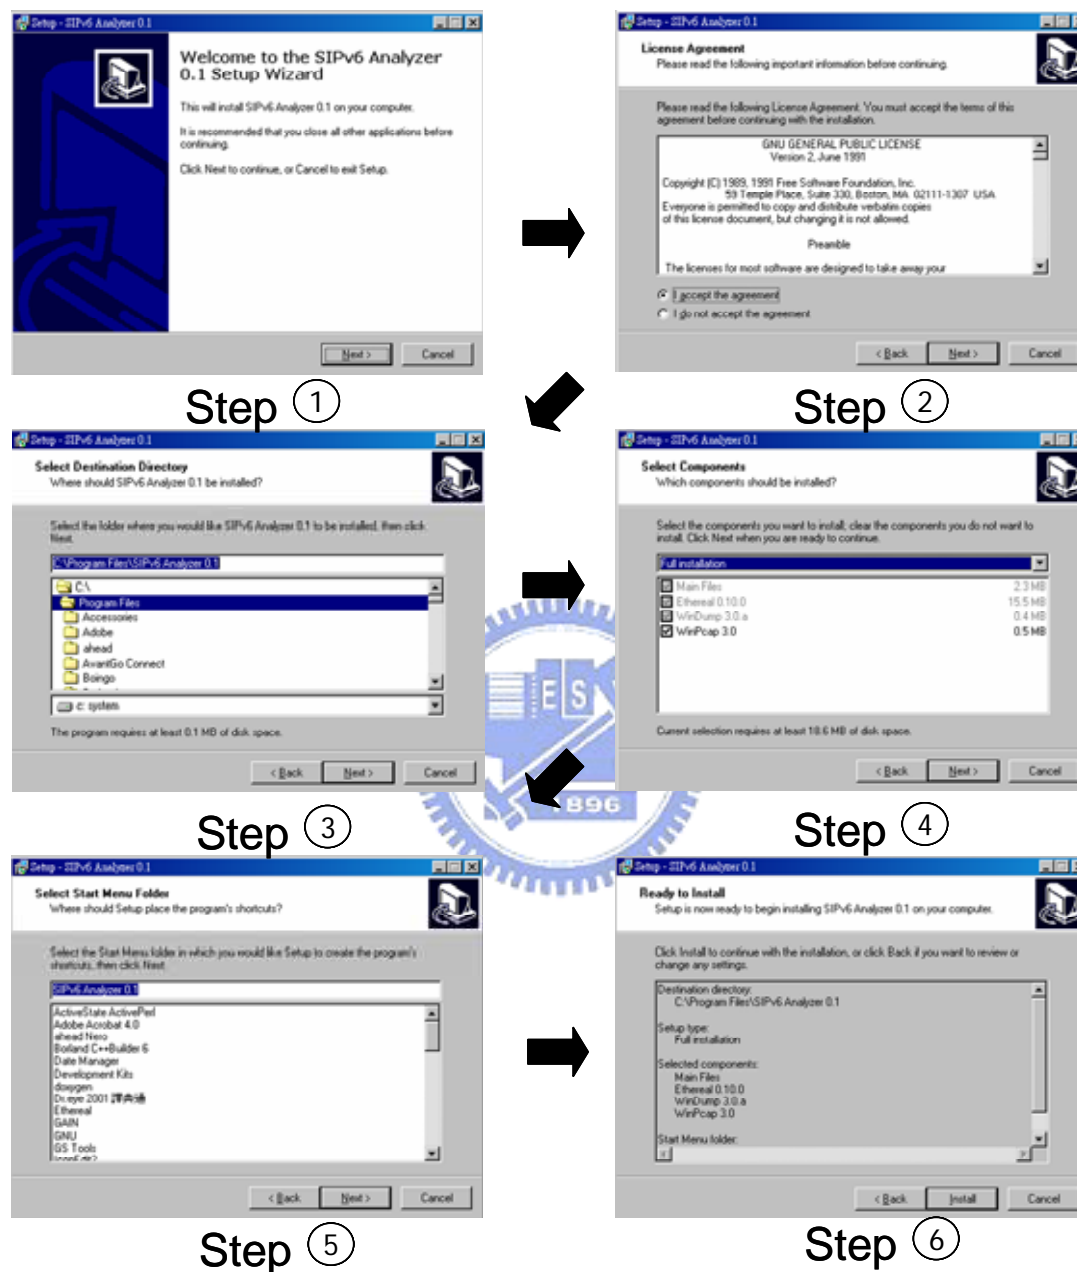 Setup - SIPv6 Analyzer 0.1
Welcome to the SIPv6 Analyzer
0.1 Setup Wizard
This will install SIPv6 Analyzer 0.1 on your computer.
It is recommended that you close all other applications before
continuing.
Click Next to continue, or Cancel to exit Setup.
Next >
Cancel
Step 1
Setup - SIPv6 Analyzer 0.1
License Agreement
Please read the following important information before continuing.
Please read the following License Agreement. You must accept the terms of this
agreement before continuing with the installation.
GNU GENERAL PUBLIC LICENSE
Version 2, June 1991
Copyright (C) 1989, 1991 Free Software Foundation, Inc.
59 Temple Place, Suite 330, Boston, MA 02111-1307 USA
Everyone is permitted to copy and distribute verbatim copies
of this license document, but changing it is not allowed.
Preamble
The licenses for most software are designed to take away your
I accept the agreement
I do not accept the agreement
< Back
Next >
Cancel
Step 2
Setup - SIPv6 Analyzer 0.1
Select Destination Directory
Where should SIPv6 Analyzer 0.1 be installed?
Select the folder where you would like SIPv6 Analyzer 0.1 to be installed, then click
Next.
C:\Program Files\SIPv6 Analyzer 0.1
C:\
Program Files
Accessories
Adobe
ahead
AvantGo Connect
Boingo
c: system
The program requires at least 0.1 MB of disk space.
< Back
Next >
Cancel
Step 3
Setup - SIPv6 Analyzer 0.1
Select Components
Which components should be installed?
Select the components you want to install, clear the components you do not want to
install. Click Next when you are ready to continue.
Full installation
Main Files 2.3 MB
Ethereal 0.10.0 15.5 MB
WinDump 3.0.a 0.4 MB
WinPcap 3.0 0.5 MB
Current selection requires at least 18.6 MB of disk space.
< Back
Next >
Cancel
Step 4
ES
1896
Setup - SIPv6 Analyzer 0.1
Select Start Menu Folder
Where should Setup place the program's shortcuts?
Select the Start Menu folder in which you would like Setup to create the program's
shortcuts, then click Next.
SIPv6 Analyzer 0.1
ActiveState ActivePerl
Adobe Acrobat 4.0
ahead Nero
Borland C++Builder 6
Date Manager
Development Kits
doxygen
Dr.eye 2001 譯典通
Ethereal
GAIN
GNU
GS Tools
< Back
Next >
Cancel
Step 5
Setup - SIPv6 Analyzer 0.1
Ready to Install
Setup is now ready to begin installing SIPv6 Analyzer 0.1 on your computer.
Click Install to continue with the installation, or click Back if you want to review or
change any settings.
Destination directory:
C:\Program Files\SIPv6 Analyzer 0.1
Setup type:
Full installation
Selected components:
Main Files
Ethereal 0.10.0
WinDump 3.0.a
WinPcap 3.0
Start Menu folder:
< Back
Install
Cancel
Step 6